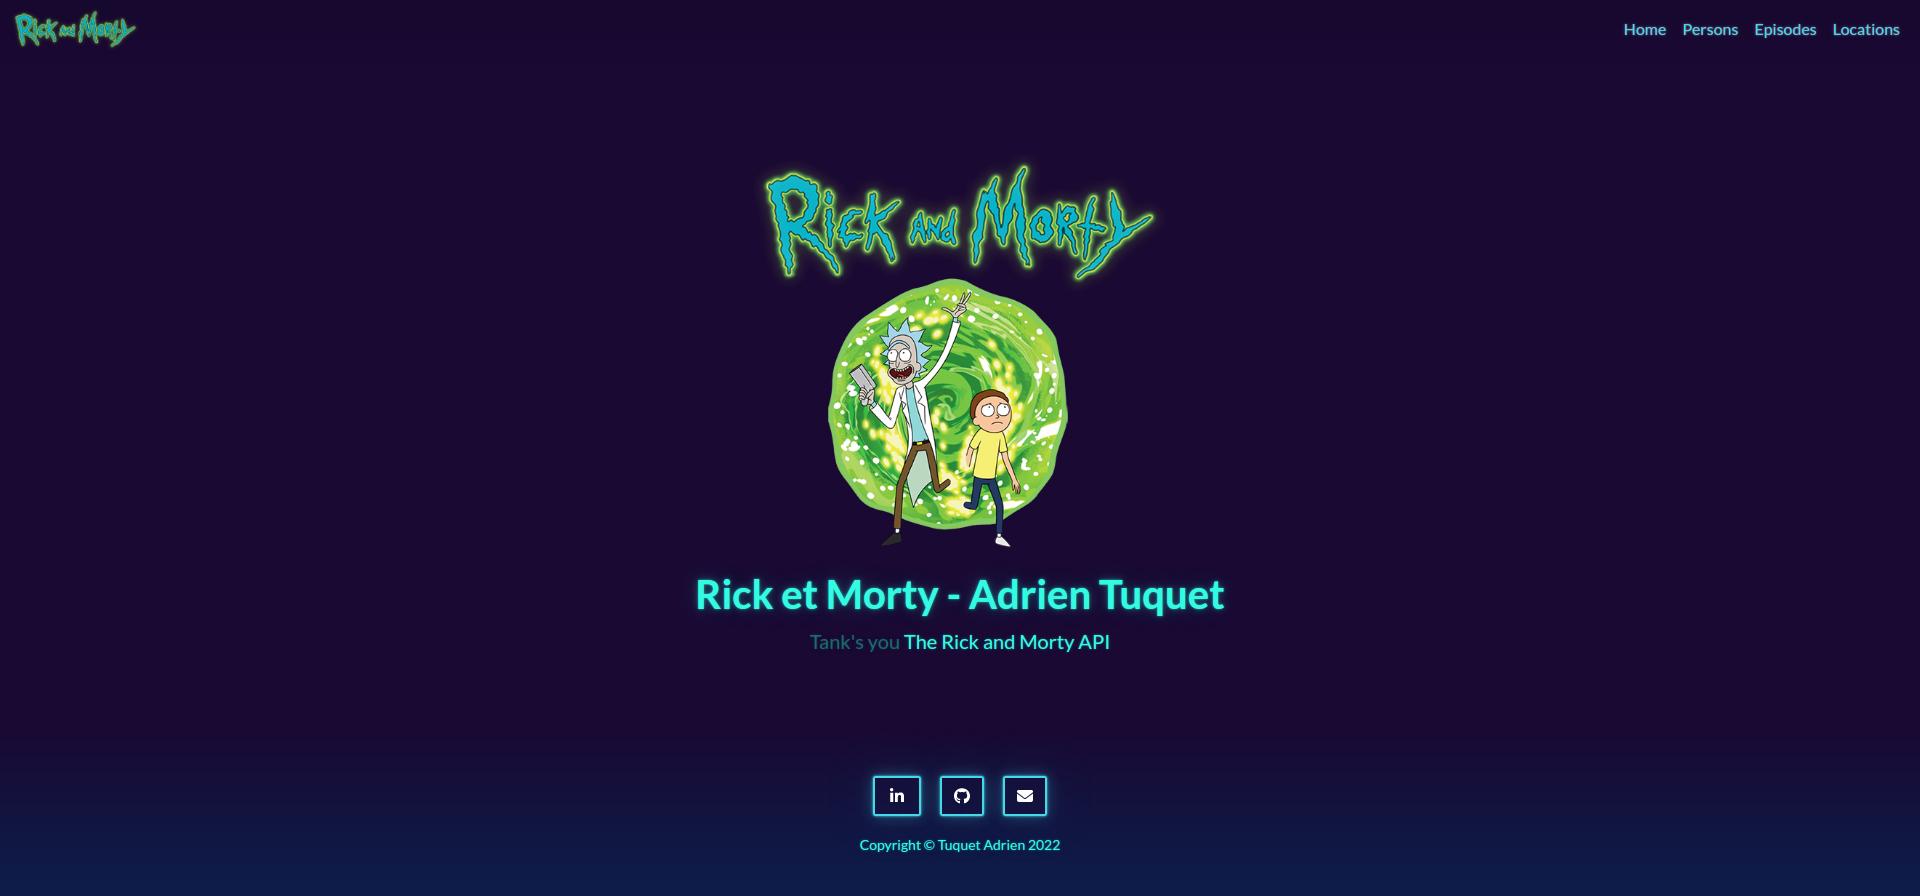 Rick and Morty
Home Persons Episodes Locations
Rick and Morty
Rick et Morty - Adrien Tuquet
Tank's you The Rick and Morty API
in
Copyright © Tuquet Adrien 2022